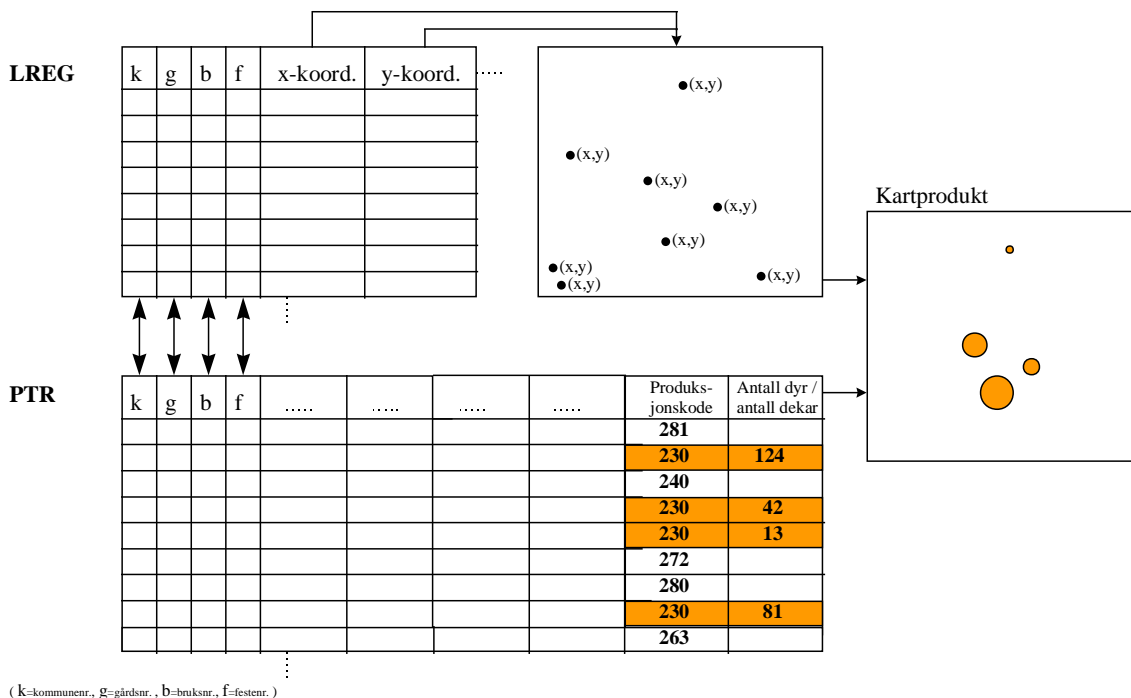 LREG
k g b f x-koord. y-koord. ......
(x,y)
(x,y)
(x,y)
(x,y)
(x,y)
(x,y)
(x,y)
(x,y)
Kartprodukt
PTR
k g b f ..... ..... ..... ..... Produks-jonskode Antall dyr / antall dekar
281
230 124
240
230 42
230 13
272
280
230 81
263
( k=kommunenr., g=gårdsnr. , b=bruksnr., f=festenr. )